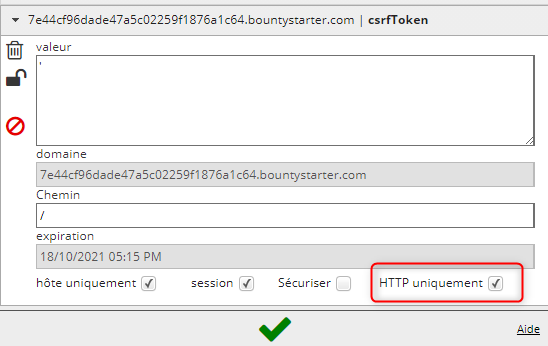 7e44cf96dade47a5c02259f1876a1c64.bountystarter.com | csrfToken
valeur
'
domaine
7e44cf96dade47a5c02259f1876a1c64.bountystarter.com
Chemin
/
expiration
18/10/2021 05:15 PM
hôte uniquement session Sécuriser HTTP uniquement
Aide